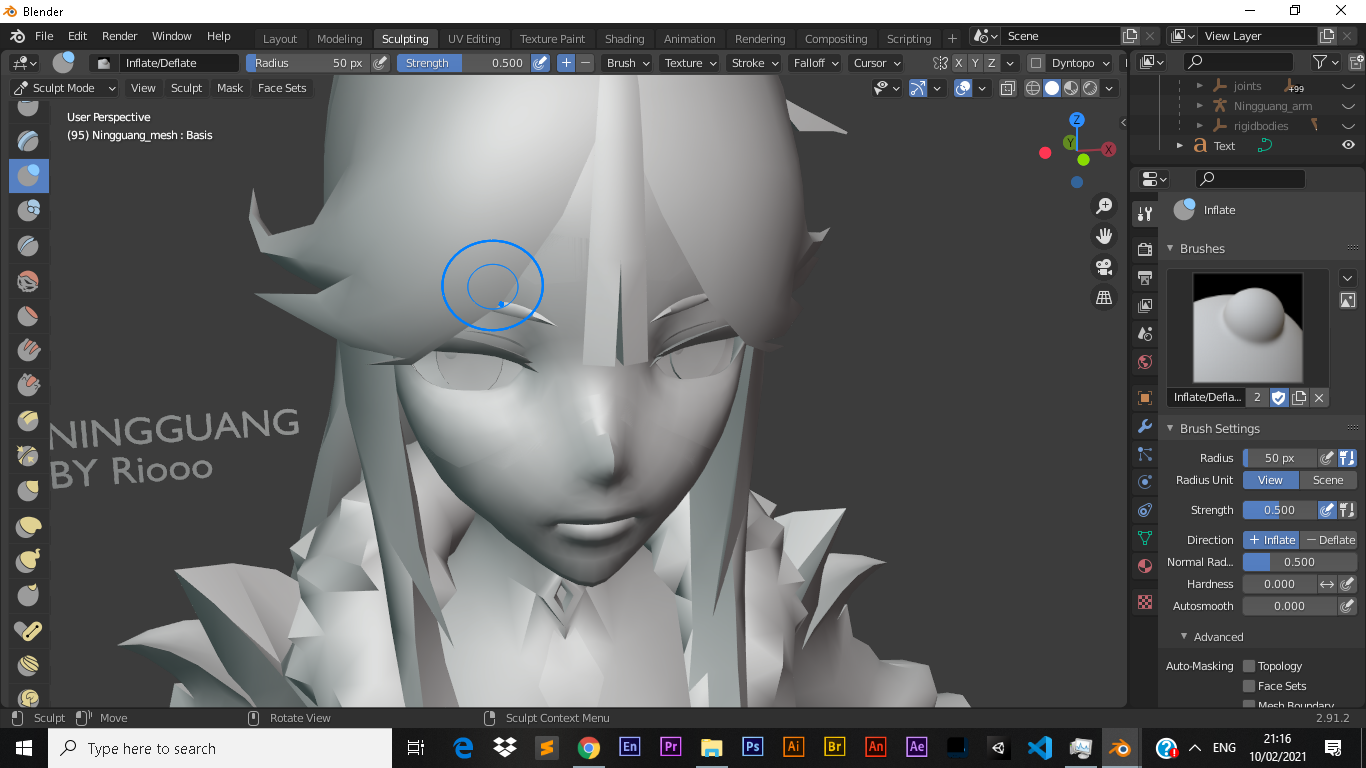 Blender
File Edit Render Window Help Layout Modeling Sculpting UV Editing Texture Paint Shading Animation Rendering Compositing Scripting + Scene View Layer
Inflate/Deflate Radius 50 px Strength 0.500 + − Brush Texture Stroke Falloff Cursor X Y Z Dyntopo
Sculpt Mode View Sculpt Mask Face Sets
joints +99
Ningguang_arm
rigidbodies
Text
User Perspective
(95) Ningguang_mesh : Basis
Z
Y X
NINGGUANG
BY Riooo
Inflate
Brushes
Inflate/Defla... 2
Brush Settings
Radius 50 px
Radius Unit View Scene
Strength 0.500
Direction + Inflate − Deflate
Normal Rad... 0.500
Hardness 0.000
Autosmooth 0.000
Advanced
Auto-Masking Topology
Face Sets
Mesh Boundary
Sculpt Move Rotate View Sculpt Context Menu 2.91.2
Type here to search
En Pr Ps Ai Br An Ae
ENG
21:16
10/02/2021